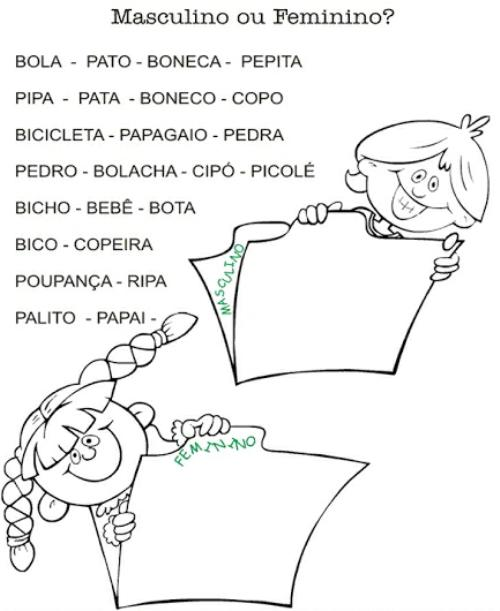 Masculino ou Feminino?
BOLA - PATO - BONECA - PEPITA
PIPA - PATA - BONECO - COPO
BICICLETA - PAPAGAIO - PEDRA
PEDRO - BOLACHA - CIPÓ - PICOLÉ
BICHO - BEBÊ - BOTA
BICO - COPEIRA
POUPANÇA - RIPA
PALITO - PAPAI -
MASCULINO
FEMININO